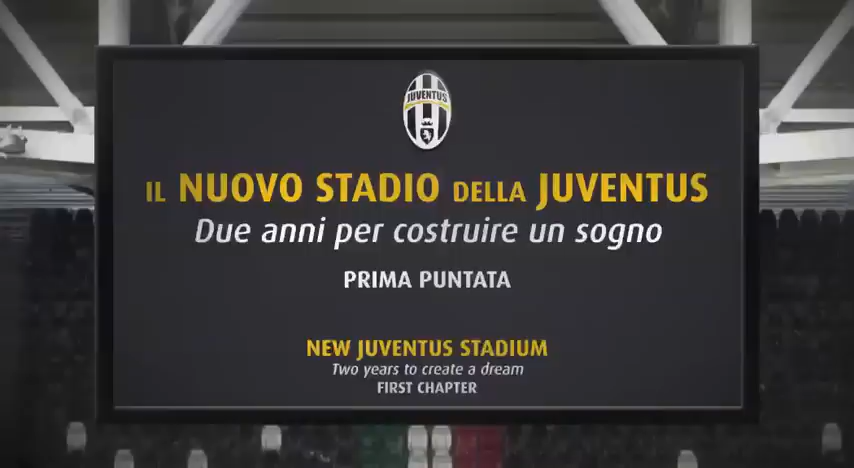 JUVENTUS
IL NUOVO STADIO DELLA JUVENTUS
Due anni per costruire un sogno
PRIMA PUNTATA
NEW JUVENTUS STADIUM
Two years to create a dream
FIRST CHAPTER